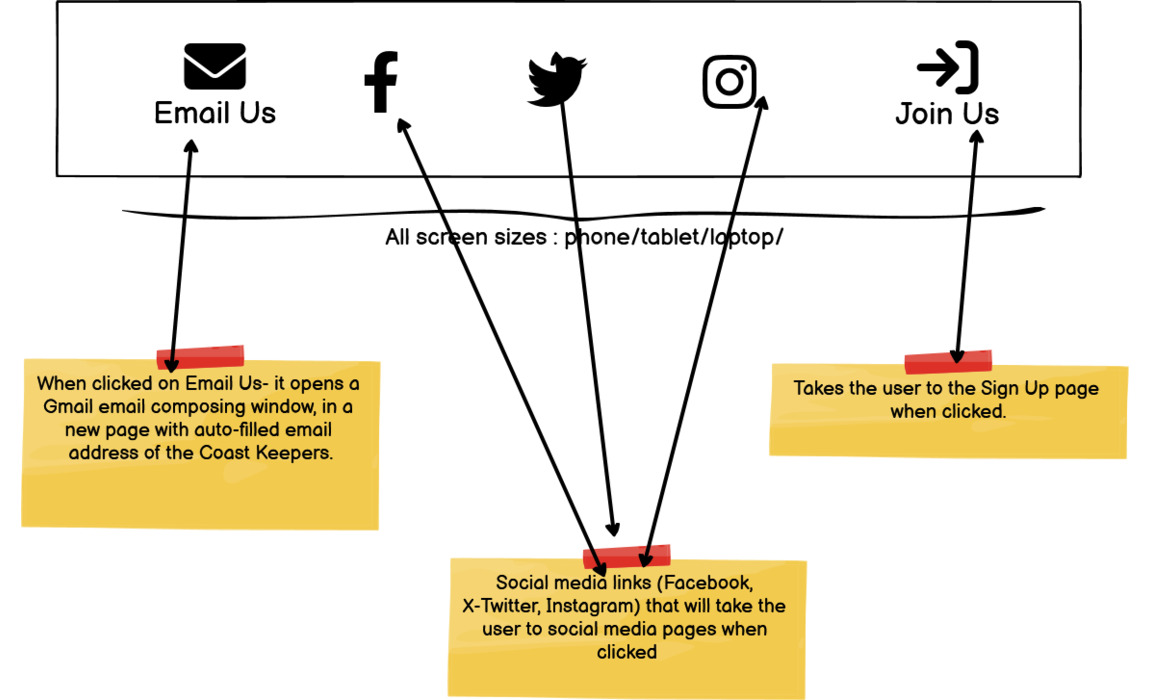 Email Us
Join Us
All screen sizes : phone/tablet/laptop/
When clicked on Email Us- it opens a
Gmail email composing window, in a
new page with auto-filled email
address of the Coast Keepers.
Takes the user to the Sign Up page
when clicked.
Social media links (Facebook,
X-Twitter, Instagram) that will take the
user to social media pages when
clicked